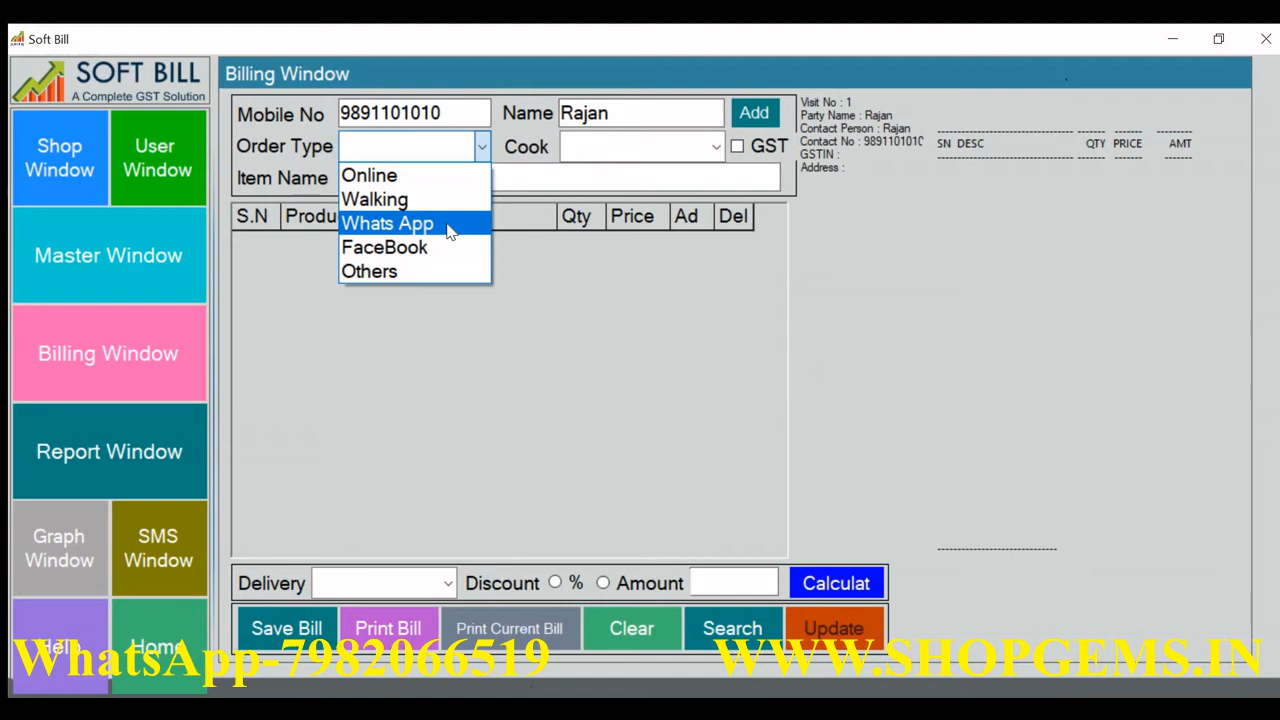 Soft Bill
SOFT BILL
A Complete GST Solution
Billing Window
Shop Window
User Window
Master Window
Billing Window
Report Window
Graph Window
SMS Window
Help
Home
Mobile No 9891101010 Name Rajan Add
Order Type Cook GST
Item Name
Online
Walking
Whats App
FaceBook
Others
S.N Produ Qty Price Ad Del
Visit No : 1
Party Name : Rajan
Contact Person : Rajan
Contact No : 9891101010
GSTIN :
Address :
SN DESC QTY PRICE AMT
Delivery Discount % Amount Calculat
Save Bill Print Bill Print Current Bill Clear Search Update
WhatsApp-7982066519 WWW.SHOPGEMS.IN